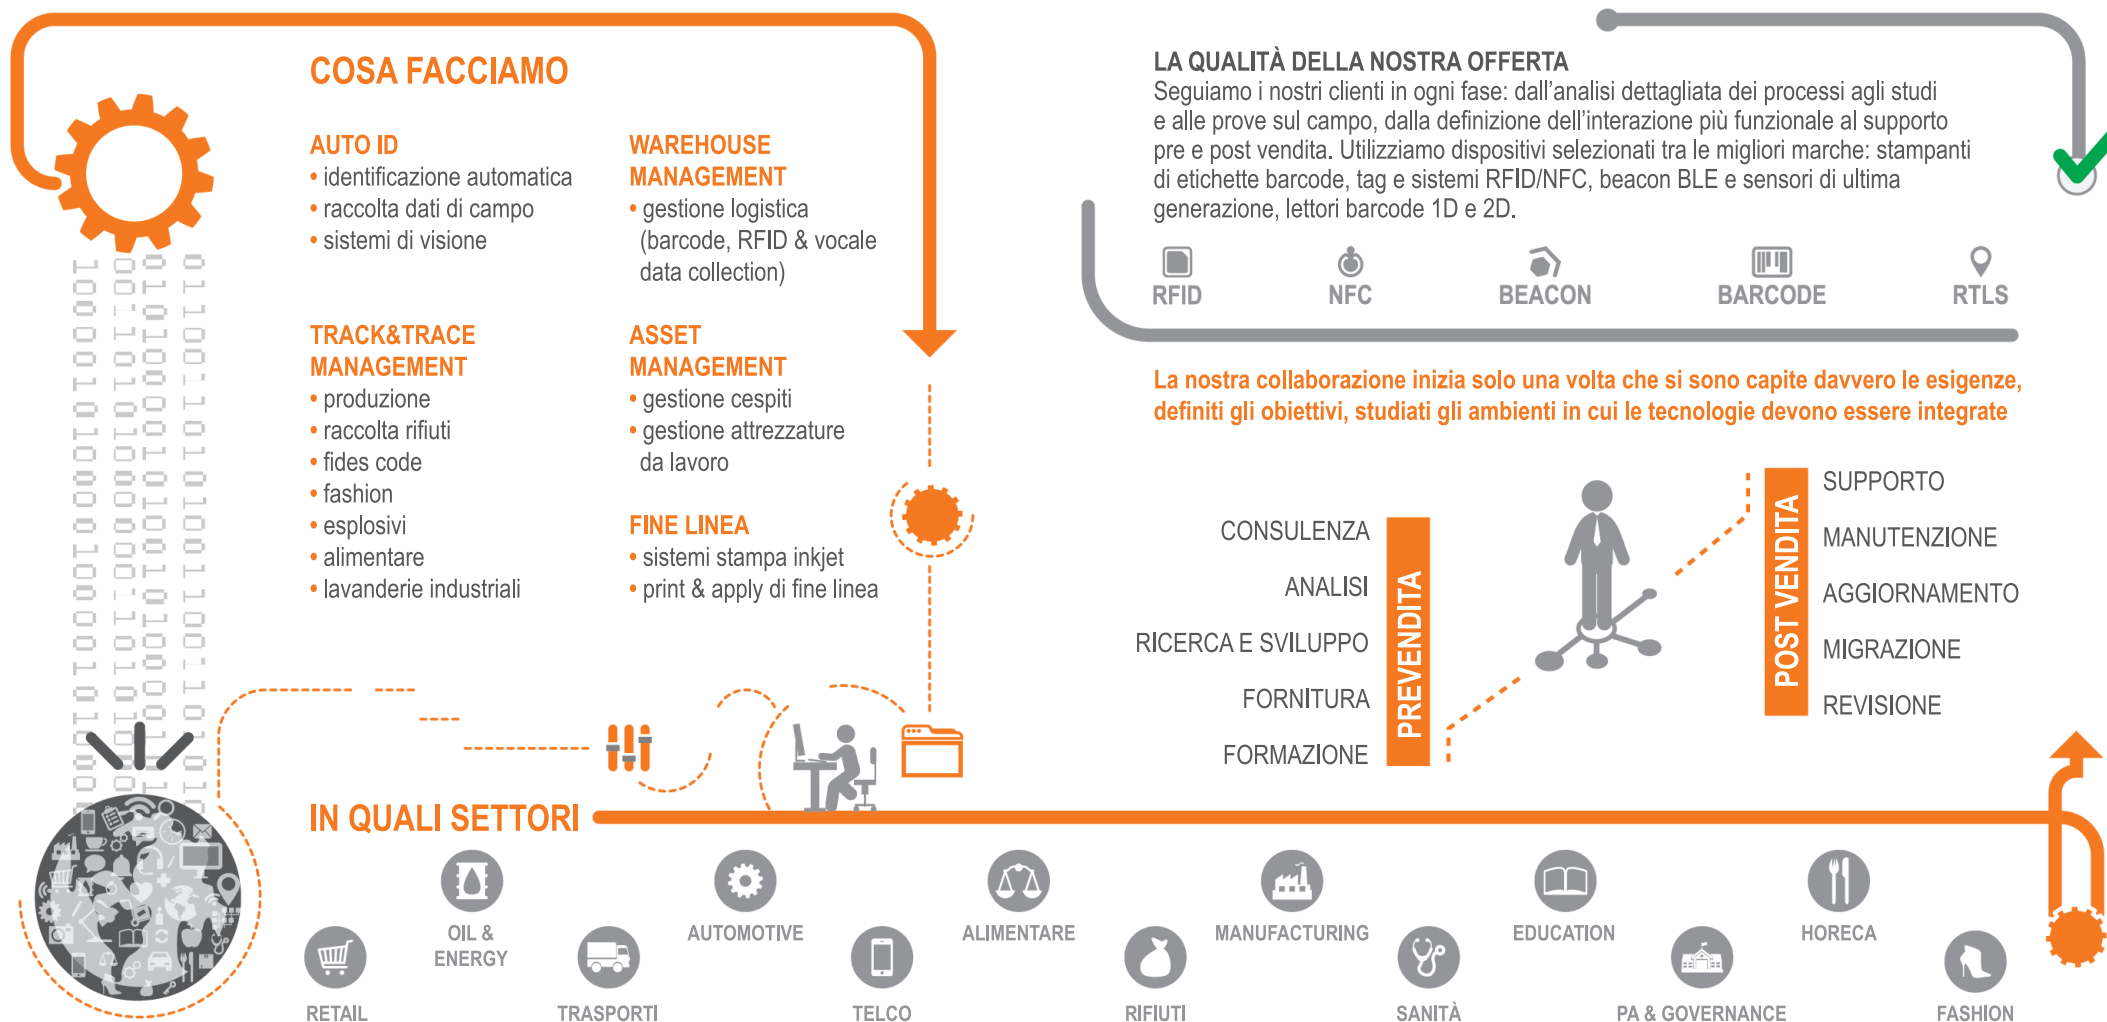 COSA FACCIAMO
AUTO ID
• identificazione automatica
• raccolta dati di campo
• sistemi di visione
WAREHOUSE
MANAGEMENT
• gestione logistica
(barcode, RFID & vocale
data collection)
TRACK&TRACE
MANAGEMENT
• produzione
• raccolta rifiuti
• fides code
• fashion
• esplosivi
• alimentare
• lavanderie industriali
ASSET
MANAGEMENT
• gestione cespiti
• gestione attrezzature
da lavoro
FINE LINEA
• sistemi stampa inkjet
• print & apply di fine linea
LA QUALITÀ DELLA NOSTRA OFFERTA
Seguiamo i nostri clienti in ogni fase: dall'analisi dettagliata dei processi agli studi
e alle prove sul campo, dalla definizione dell'interazione più funzionale al supporto
pre e post vendita. Utilizziamo dispositivi selezionati tra le migliori marche: stampanti
di etichette barcode, tag e sistemi RFID/NFC, beacon BLE e sensori di ultima
generazione, lettori barcode 1D e 2D.
RFID
NFC
BEACON
BARCODE
RTLS
La nostra collaborazione inizia solo una volta che si sono capite davvero le esigenze,
definiti gli obiettivi, studiati gli ambienti in cui le tecnologie devono essere integrate
CONSULENZA
ANALISI
RICERCA E SVILUPPO
FORNITURA
FORMAZIONE
PREVENDITA
POST VENDITA
SUPPORTO
MANUTENZIONE
AGGIORNAMENTO
MIGRAZIONE
REVISIONE
IN QUALI SETTORI
RETAIL
OIL &
ENERGY
TRASPORTI
AUTOMOTIVE
TELCO
ALIMENTARE
RIFIUTI
MANUFACTURING
SANITÀ
EDUCATION
PA & GOVERNANCE
HORECA
FASHION